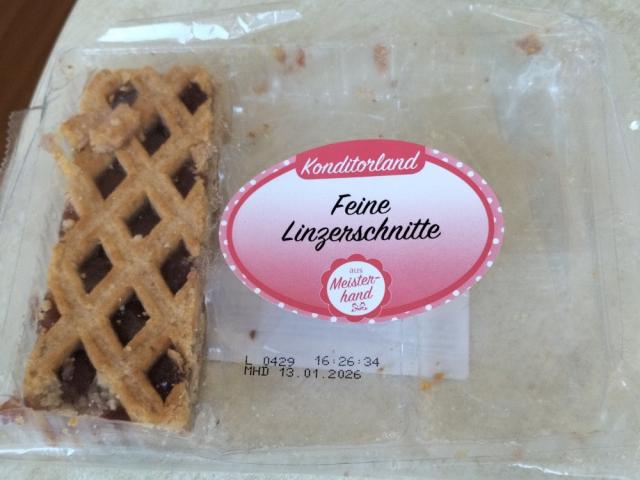 Konditorland
Feine
Linzerschnitte
aus
Meister-
hand
L 0429 16:26:34
MHD 13.01.2026